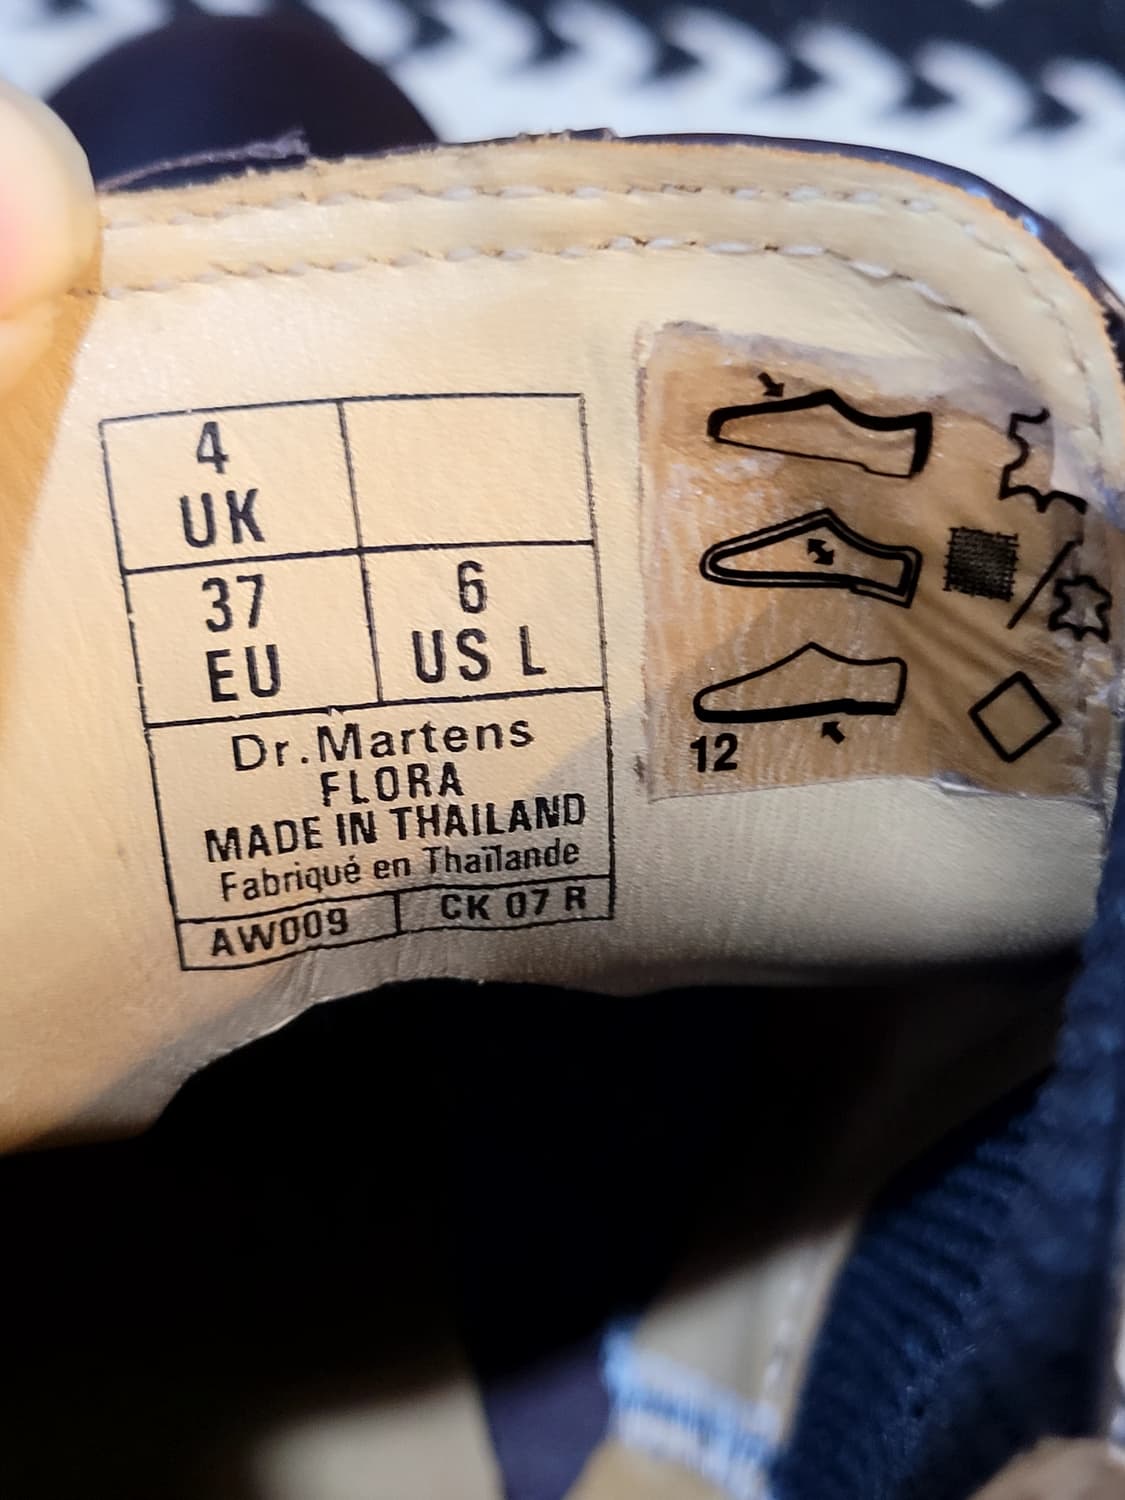 4
UK
37
EU
6
US L
Dr.Martens
FLORA
MADE IN THAILAND
Fabriqué en Thaïlande
AW009
CK 07 R
12